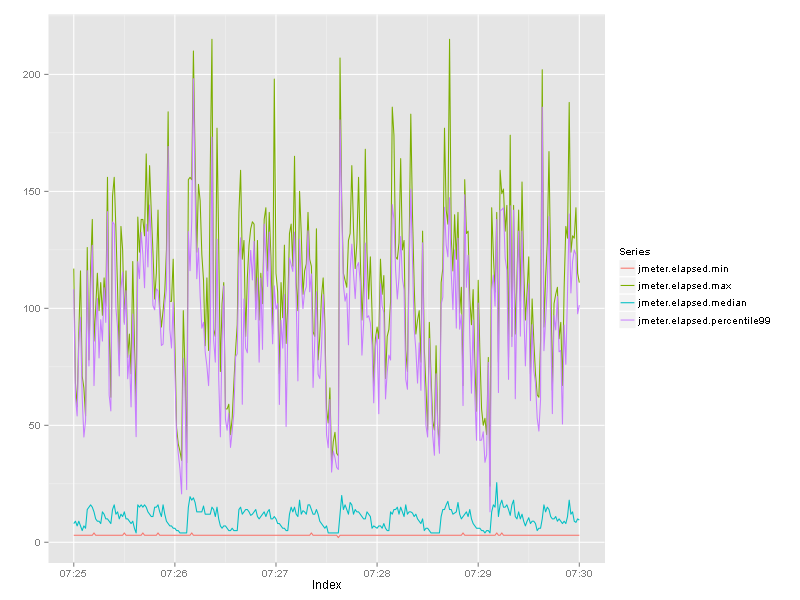 200
150
100
50
0
07:25
07:26
07:27
07:28
07:29
07:30
Index
Series
jmeter.elapsed.min
jmeter.elapsed.max
jmeter.elapsed.median
jmeter.elapsed.percentile99